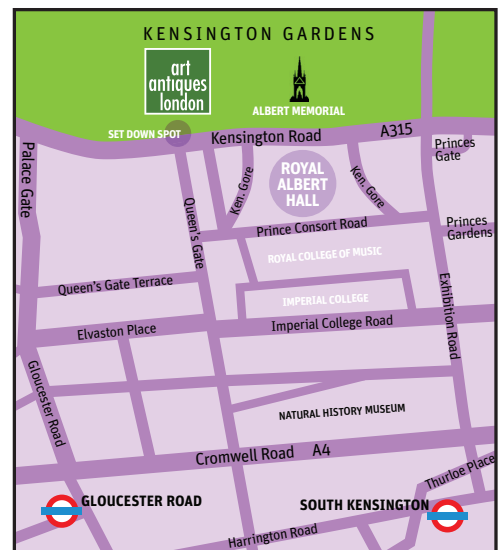 KENSINGTON GARDENS
art
antiques
london
ALBERT MEMORIAL
SET DOWN SPOT
Kensington Road
A315
Palace Gate
Princes
Gate
ROYAL
ALBERT
HALL
Ken. Gore
Ken. Gore
Queen's Gate
Prince Consort Road
Princes
Gardens
ROYAL COLLEGE OF MUSIC
Queen's Gate Terrace
IMPERIAL COLLEGE
Exhibition Road
Elvaston Place
Imperial College Road
Gloucester Road
NATURAL HISTORY MUSEUM
Cromwell Road A4
Thurloe Place
GLOUCESTER ROAD
SOUTH KENSINGTON
Harrington Road